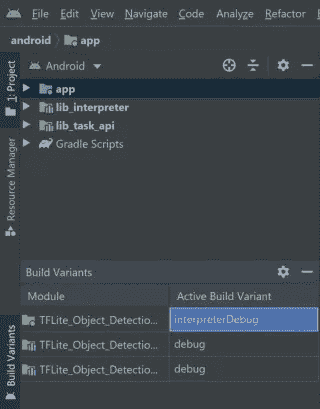 File Edit View Navigate Code Analyze Refactor
android app
Android
app
lib_interpreter
lib_task_api
Gradle Scripts
1: Project
Resource Manager
Build Variants
Build Variants
Module Active Build Variant
TFLite_Object_Detectio... interpreterDebug
TFLite_Object_Detectio... debug
TFLite_Object_Detectio... debug